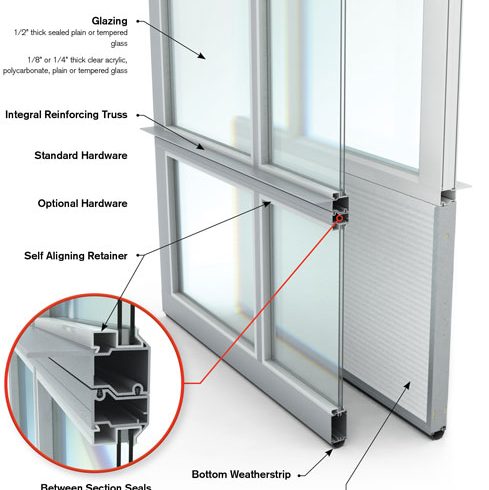 Glazing
1/2" thick sealed plain or tempered
glass
1/8" or 1/4" thick clear acrylic,
polycarbonate, plain or tempered glass
Integral Reinforcing Truss
Standard Hardware
Optional Hardware
Self Aligning Retainer
Bottom Weatherstrip
Between Section Seals